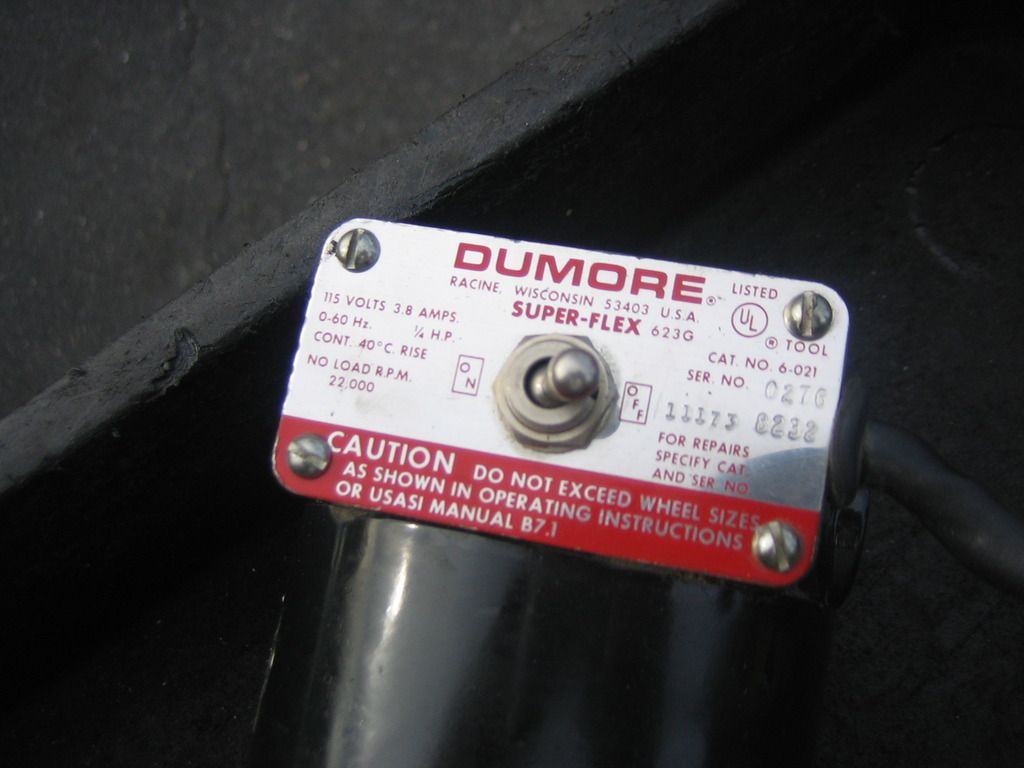 DUMORE®
RACINE, WISCONSIN 53403 U.S.A.
SUPER-FLEX 623G
115 VOLTS 3.8 AMPS.
0-60 Hz. ¼ H.P.
CONT. 40°C. RISE
NO LOAD R.P.M.
22,000
ON
OFF
LISTED
UL ®
TOOL
CAT. NO. 6-021
SER. NO.
11173
FOR REPAIRS
SPECIFY CAT.
AND SER. NO.
CAUTION DO NOT EXCEED WHEEL SIZES
AS SHOWN IN OPERATING INSTRUCTIONS
OR USASI MANUAL B7.1